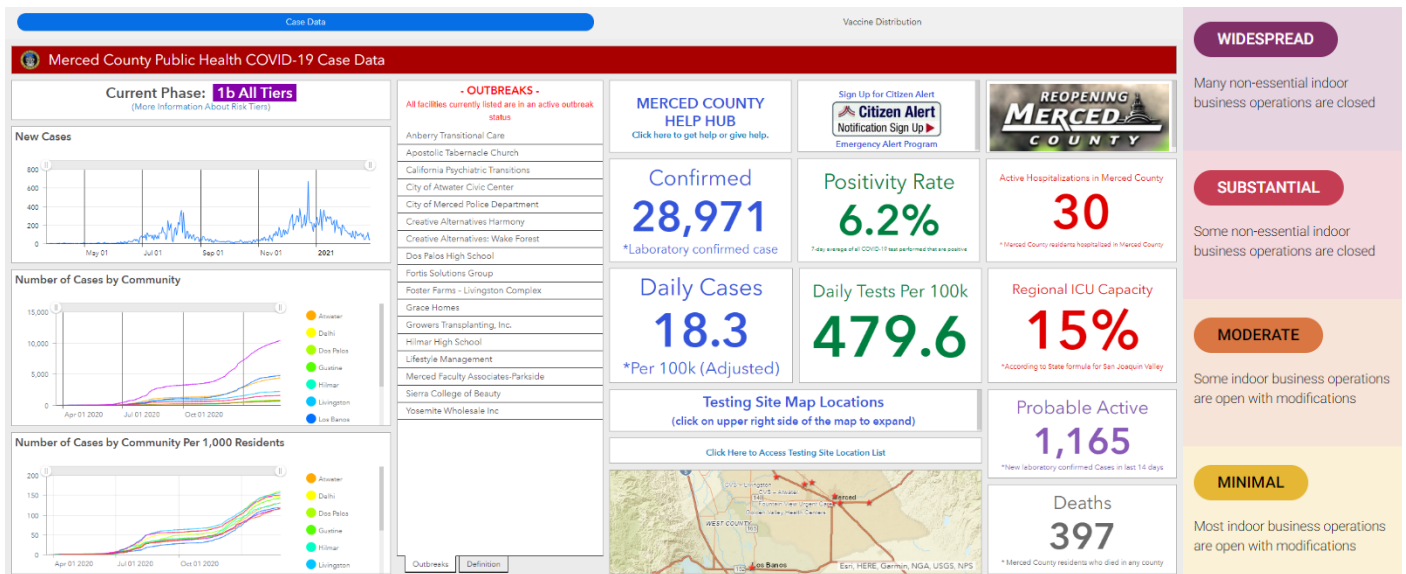 Case Data
Vaccine Distribution
Merced County Public Health COVID-19 Case Data
Current Phase: 1b All Tiers
(More Information About Risk Tiers)
New Cases
800
600
400
200
0
May 01
Jul 01
Sep 01
Nov 01
2021
Number of Cases by Community
15,000
10,000
5,000
0
Apr 01 2020
Jul 01 2020
Oct 01 2020
Atwater
Delhi
Dos Palos
Gustine
Hilmar
Livingston
Los Banos
Number of Cases by Community Per 1,000 Residents
200
150
100
50
0
Apr 01 2020
Jul 01 2020
Oct 01 2020
Atwater
Delhi
Dos Palos
Gustine
Hilmar
Livingston
- OUTBREAKS -
All facilities currently listed are in an active outbreak
status
Anberry Transitional Care
Apostolic Tabernacle Church
California Psychiatric Transitions
City of Atwater Civic Center
City of Merced Police Department
Creative Alternatives Harmony
Creative Alternatives: Wake Forest
Dos Palos High School
Fortis Solutions Group
Foster Farms - Livingston Complex
Grace Homes
Growers Transplanting, Inc.
Hilmar High School
Lifestyle Management
Merced Faculty Associates-Parkside
Sierra College of Beauty
Yosemite Wholesale Inc
Outbreaks
Definition
MERCED COUNTY
HELP HUB
Click here to get help or give help.
Sign Up for Citizen Alert
Citizen Alert
Notification Sign Up
Emergency Alert Program
REOPENING
MERCED
COUNTY
Confirmed
28,971
*Laboratory confirmed case
Positivity Rate
6.2%
7-day average of all COVID-19 test performed that are positive
Active Hospitalizations in Merced County
30
* Merced County residents hospitalized in Merced County
Daily Cases
18.3
*Per 100k (Adjusted)
Daily Tests Per 100k
479.6
Regional ICU Capacity
15%
*According to State formula for San Joaquin Valley
Testing Site Map Locations
(click on upper right side of the map to expand)
Click Here to Access Testing Site Location List
CVS - Livingston
CVS - Atwater
Merced
Fountain View Urgent Care
Golden Valley Health Centers
WEST COUNTY
Los Banos
Esri, HERE, Garmin, NGA, USGS, NPS
Probable Active
1,165
*New laboratory confirmed Cases in last 14 days
Deaths
397
* Merced County residents who died in any county
WIDESPREAD
Many non-essential indoor
business operations are closed
SUBSTANTIAL
Some non-essential indoor
business operations are closed
MODERATE
Some indoor business operations
are open with modifications
MINIMAL
Most indoor business operations
are open with modifications